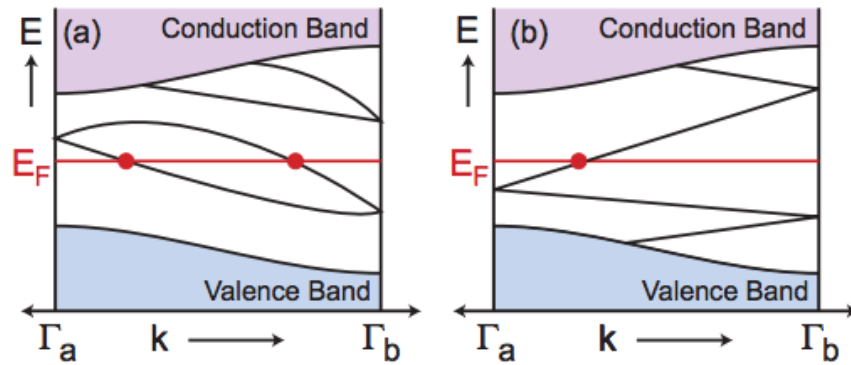 E (a) Conduction Band
E_F
Valence Band
Γa k Γb
E (b) Conduction Band
E_F
Valence Band
Γa k Γb